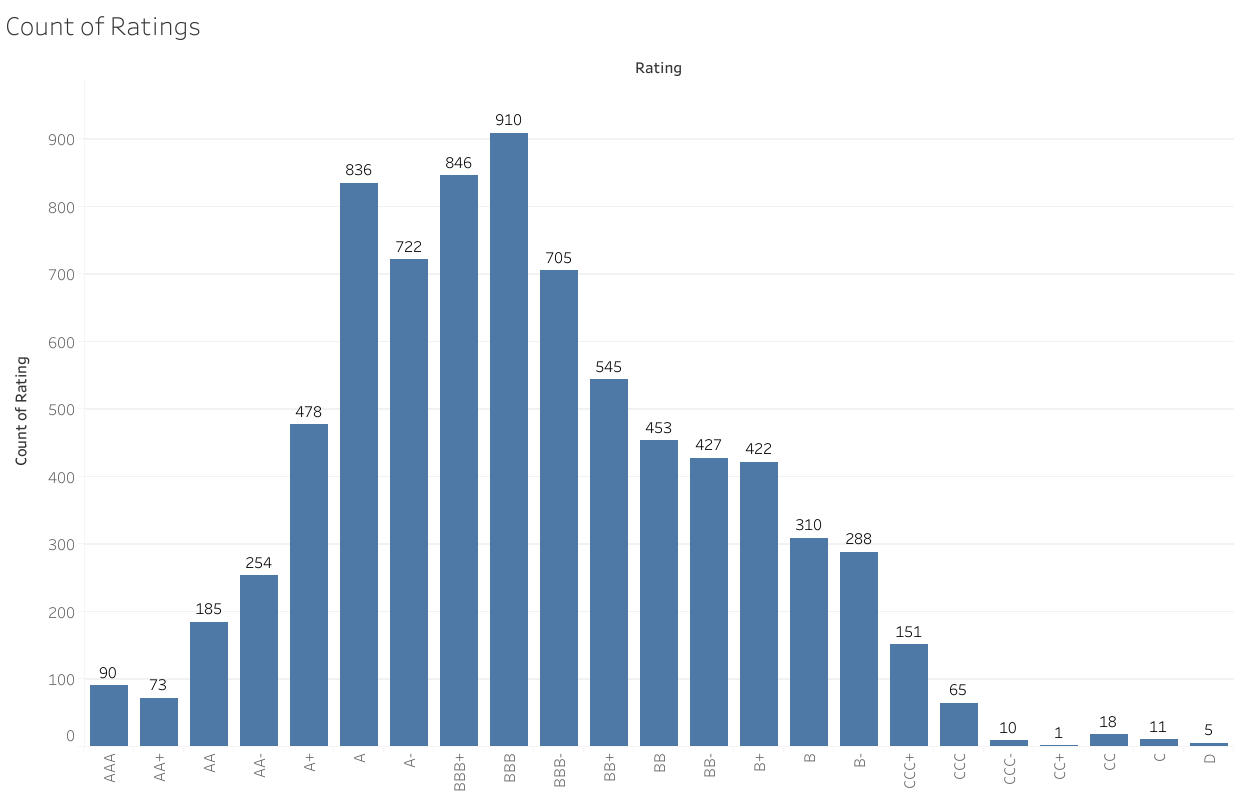 Count of Ratings
Rating
Count of Rating
900
800
700
600
500
400
300
200
100
0
90
73
185
254
478
836
722
846
910
705
545
453
427
422
310
288
151
65
10
1
18
11
5
AAA
AA+
AA
AA-
A+
A
A-
BBB+
BBB
BBB-
BB+
BB
BB-
B+
B
B-
CCC+
CCC
CCC-
CC+
CC
C
D